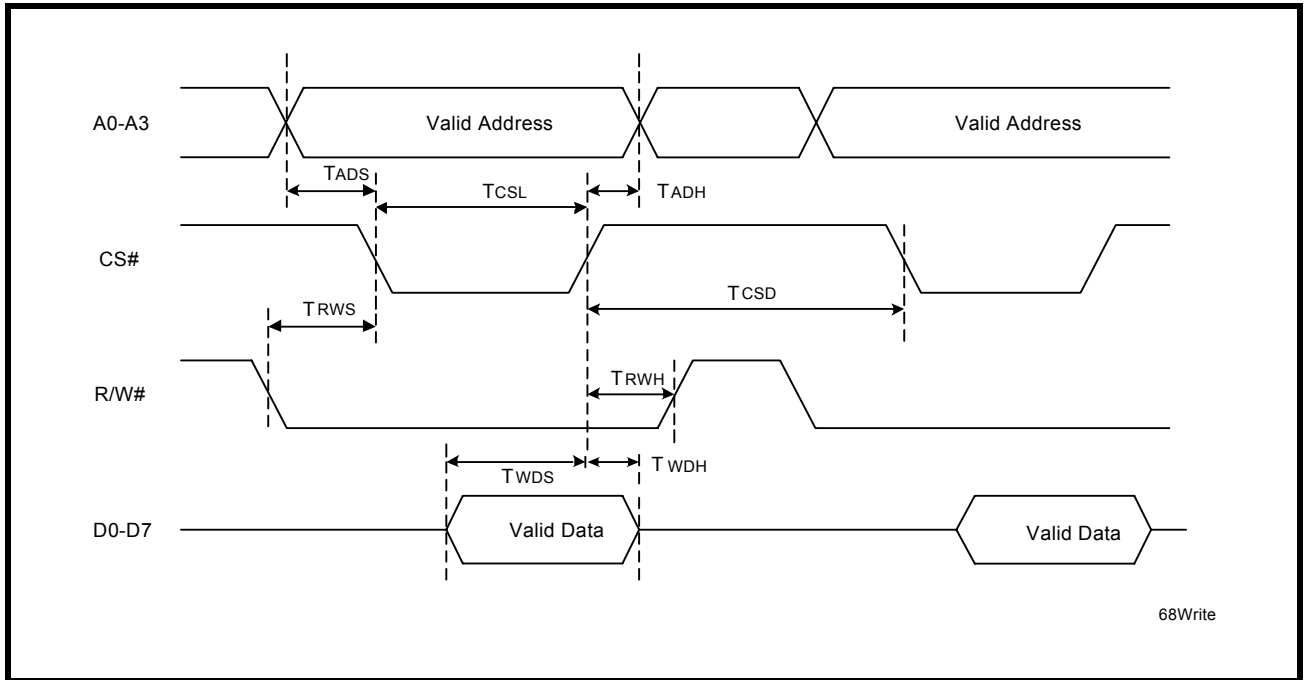 A0-A3
Valid Address
Valid Address
TADS
TCSL
TADH
CS#
TCSD
TRWS
R/W#
TRWH
TWDS
TWDH
D0-D7
Valid Data
Valid Data
68Write